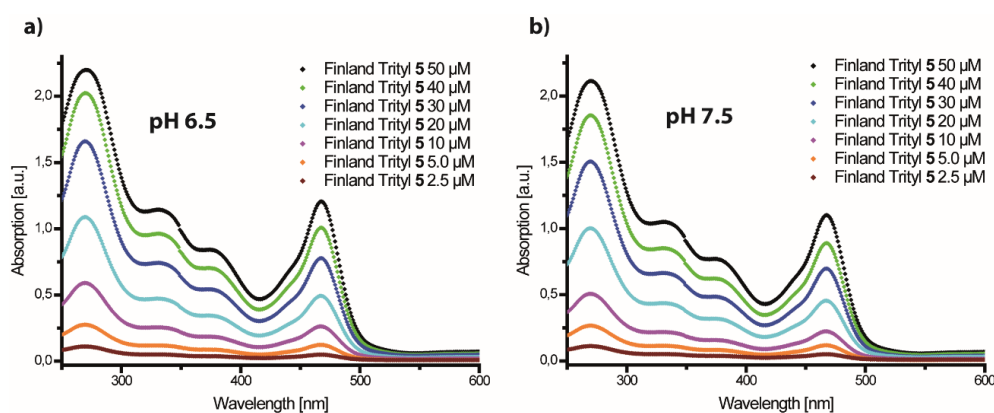 a)
pH 6.5
Finland Trityl 5 50 µM
Finland Trityl 5 40 µM
Finland Trityl 5 30 µM
Finland Trityl 5 20 µM
Finland Trityl 5 10 µM
Finland Trityl 5 5.0 µM
Finland Trityl 5 2.5 µM
Absorption [a.u.]
2,0
1,5
1,0
0,5
0,0
300
400
500
600
Wavelength [nm]
b)
pH 7.5
Finland Trityl 5 50 µM
Finland Trityl 5 40 µM
Finland Trityl 5 30 µM
Finland Trityl 5 20 µM
Finland Trityl 5 10 µM
Finland Trityl 5 5.0 µM
Finland Trityl 5 2.5 µM
Absorption [a.u.]
2,0
1,5
1,0
0,5
0,0
300
400
500
600
Wavelength [nm]